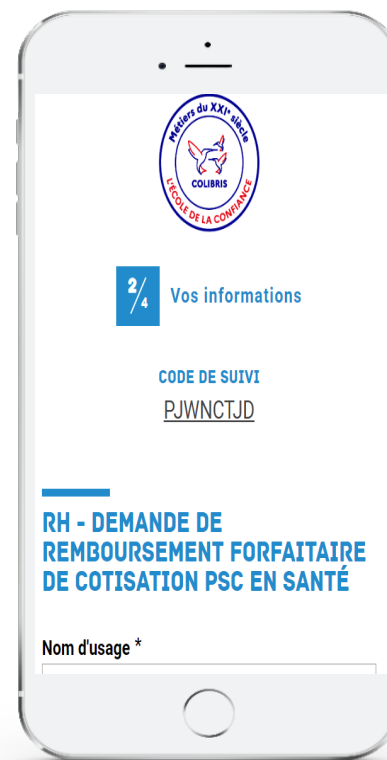 Métiers du XXIe siècle
COLIBRIS
L'ÉCOLE DE LA CONFIANCE
2/4 Vos informations
CODE DE SUIVI
PJWNCTJD
RH - DEMANDE DE
REMBOURSEMENT FORFAITAIRE
DE COTISATION PSC EN SANTÉ
Nom d'usage *